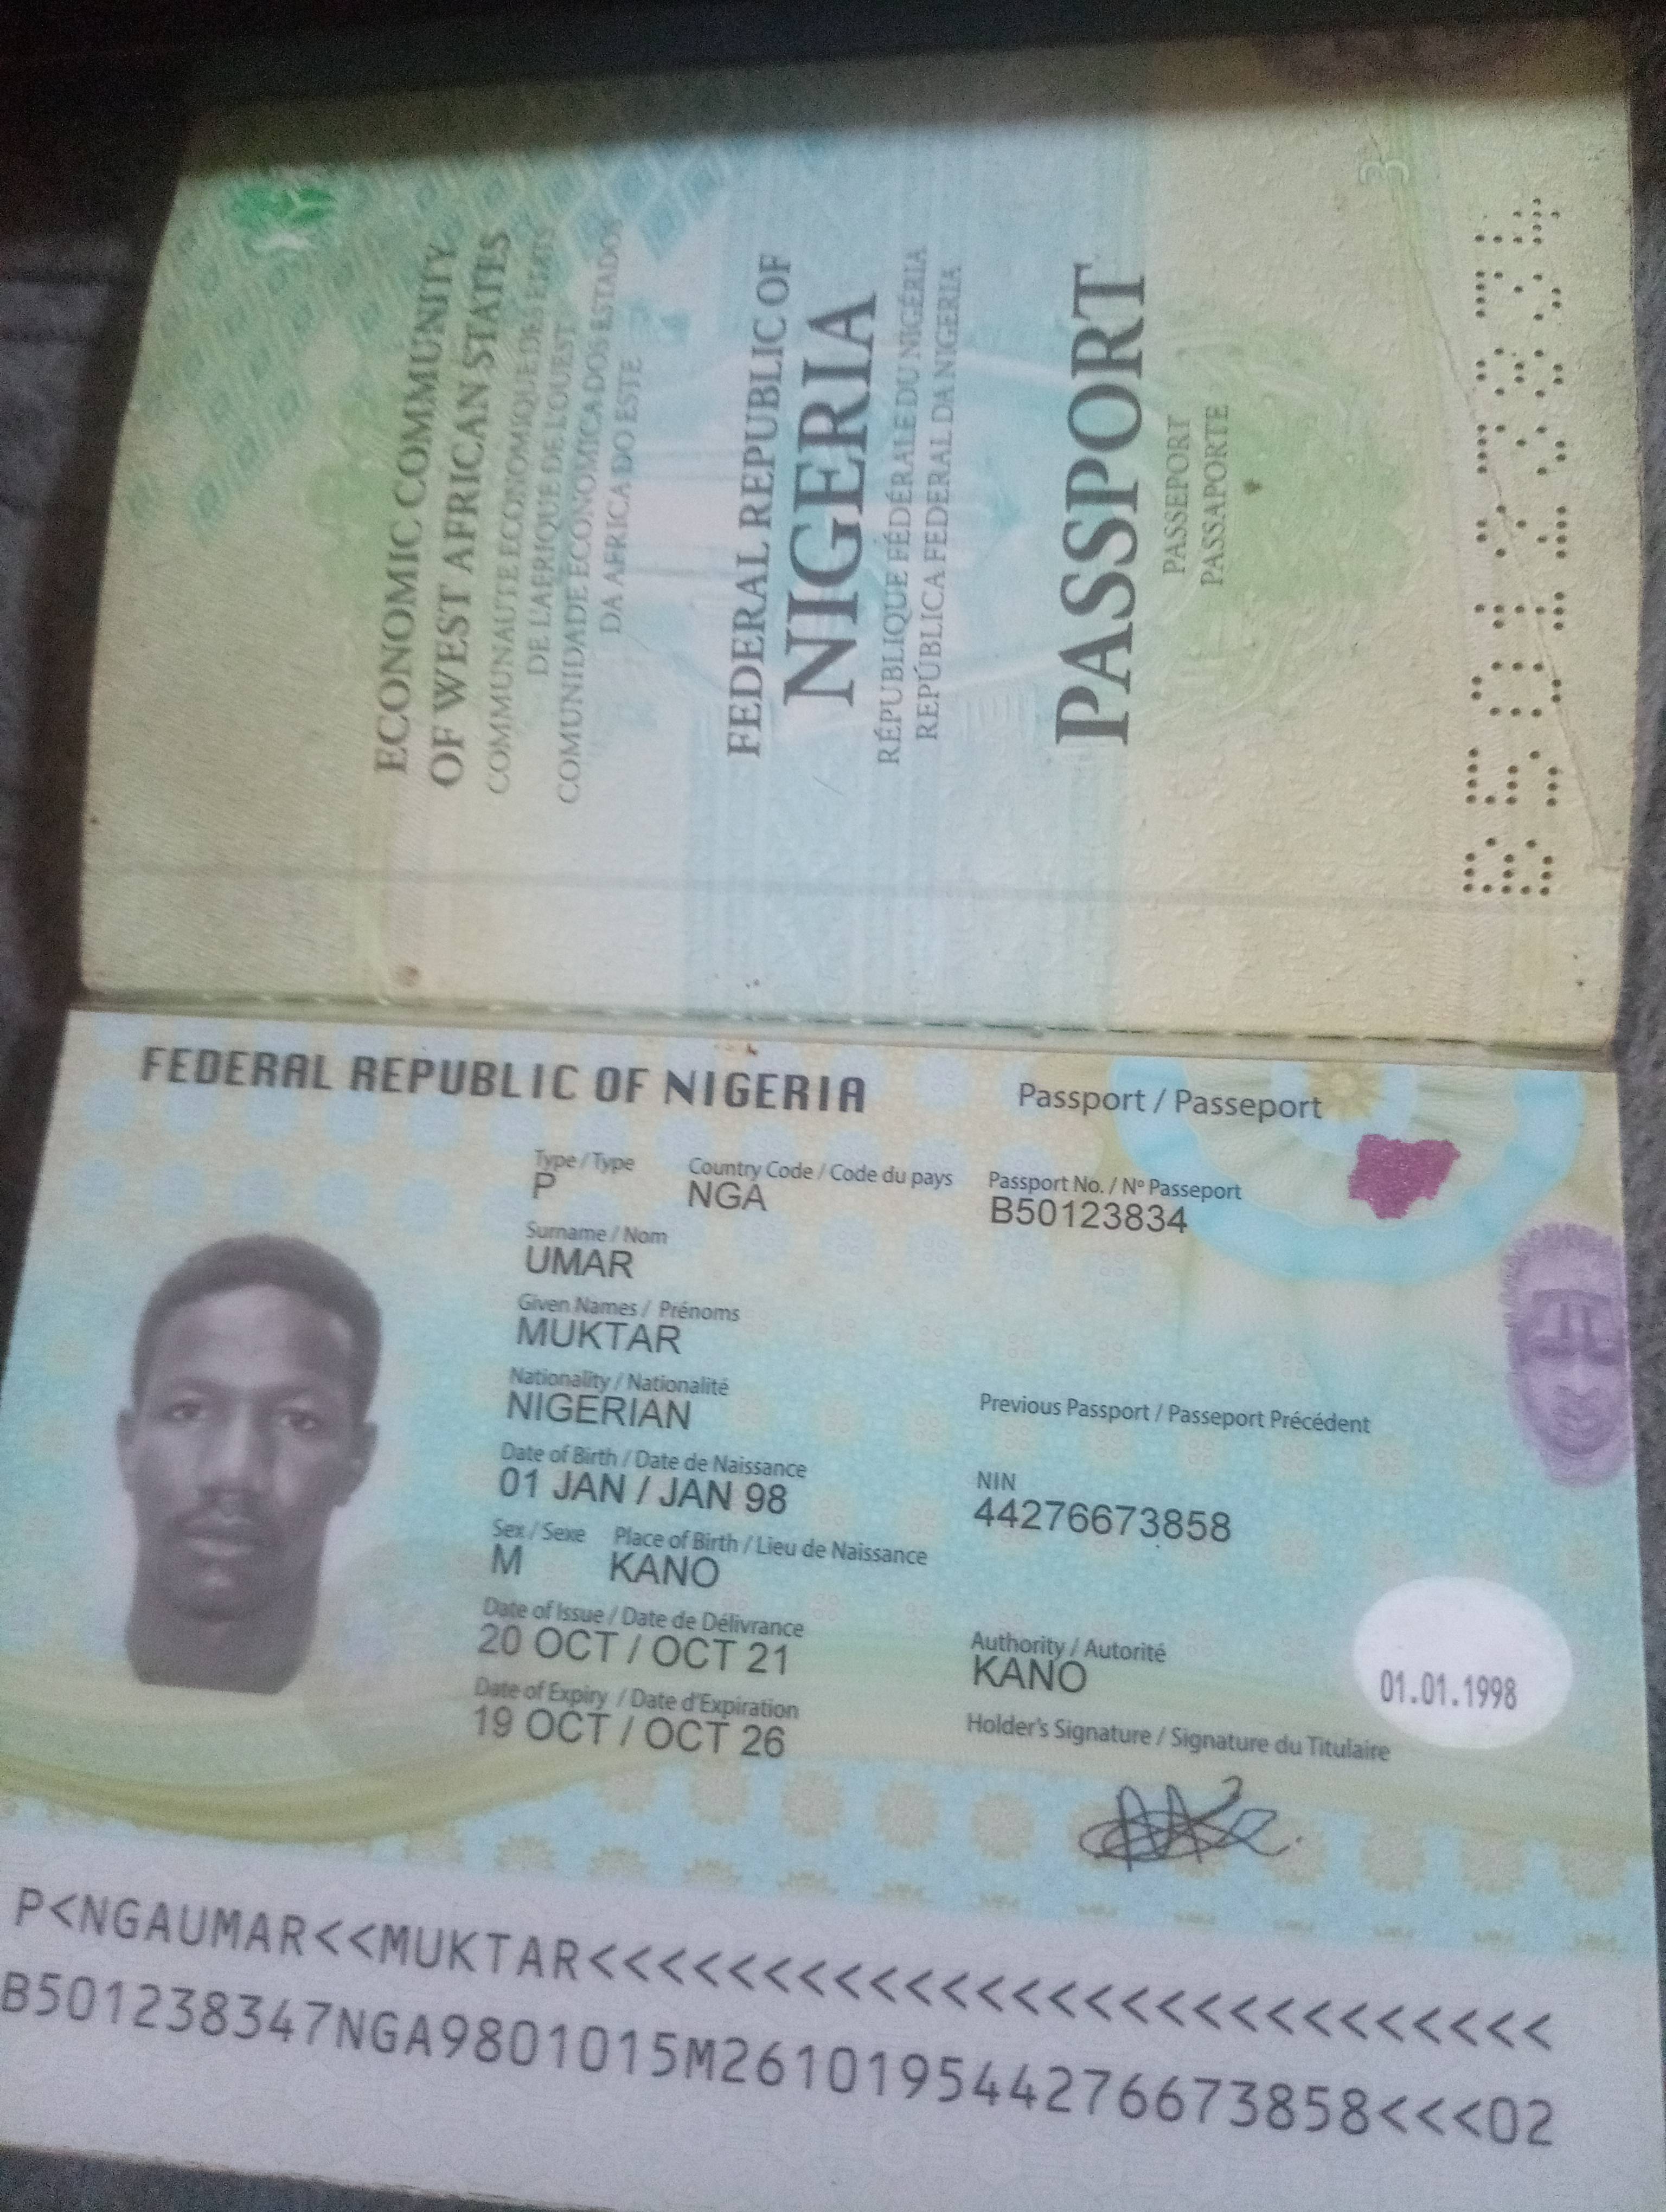 ECONOMIC COMMUNITY
OF WEST AFRICAN STATES
COMMUNAUTE ECONOMIQUE DES ETATS
DE L'AFRIQUE DE L'OUEST
COMUNIDADE ECONOMICA DOS ESTADOS
DA AFRICA DO ESTE
FEDERAL REPUBLIC OF
NIGERIA
RÉPUBLIQUE FÉDÉRALE DU NIGÉRIA
REPÚBLICA FEDERAL DA NIGERIA
PASSPORT
PASSEPORT
PASSAPORTE
3
B50123834
FEDERAL REPUBLIC OF NIGERIA
Passport / Passeport
Type / Type
P
Country Code / Code du pays
NGA
Passport No. / Nº Passeport
B50123834
Surname / Nom
UMAR
Given Names / Prénoms
MUKTAR
Nationality / Nationalité
NIGERIAN
Previous Passport / Passeport Précédent
Date of Birth / Date de Naissance
01 JAN / JAN 98
NIN
44276673858
Sex / Sexe
M
Place of Birth / Lieu de Naissance
KANO
Date of Issue / Date de Délivrance
20 OCT / OCT 21
Authority / Autorité
KANO
01.01.1998
Date of Expiry / Date d'Expiration
19 OCT / OCT 26
Holder's Signature / Signature du Titulaire
P<NGAUMAR<<MUKTAR<<<<<<<<<<<<<<<<<<<<<<<<<<<
B501238347NGA9801015M261019544276673858<<<02